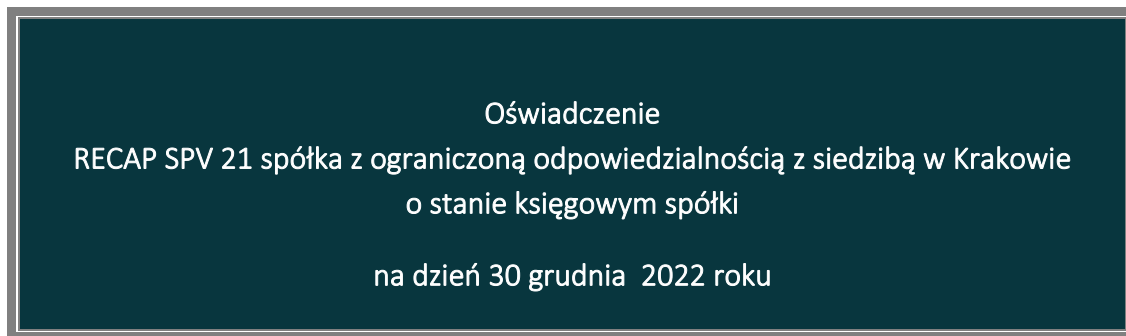 Oświadczenie
RECAP SPV 21 spółka z ograniczoną odpowiedzialnością z siedzibą w Krakowie
o stanie księgowym spółki
na dzień 30 grudnia  2022 roku